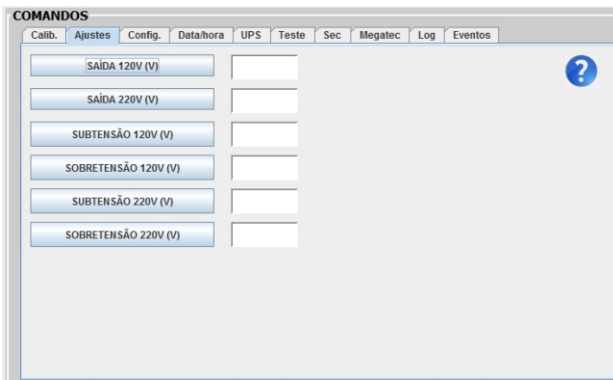 COMANDOS
Calib. Ajustes Config. Data/hora UPS Teste Sec Megatec Log Eventos
SAÍDA 120V (V)
?
SAÍDA 220V (V)
SUBTENSÃO 120V (V)
SOBRETENSÃO 120V (V)
SUBTENSÃO 220V (V)
SOBRETENSÃO 220V (V)